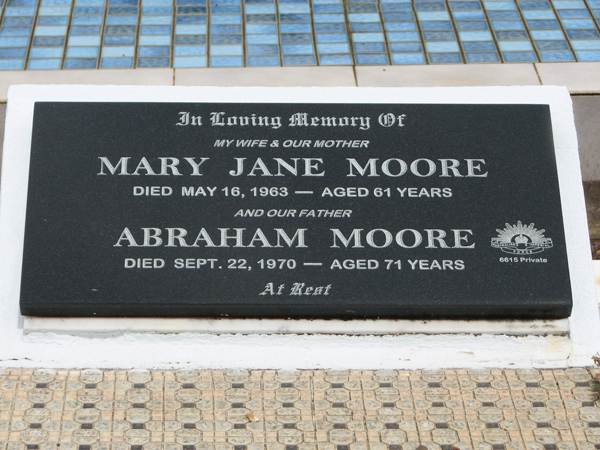 In Loving Memory Of
MY WIFE & OUR MOTHER
MARY JANE MOORE
DIED MAY 16, 1963 — AGED 61 YEARS
AND OUR FATHER
ABRAHAM MOORE
DIED SEPT. 22, 1970 — AGED 71 YEARS
6615 Private
At Rest